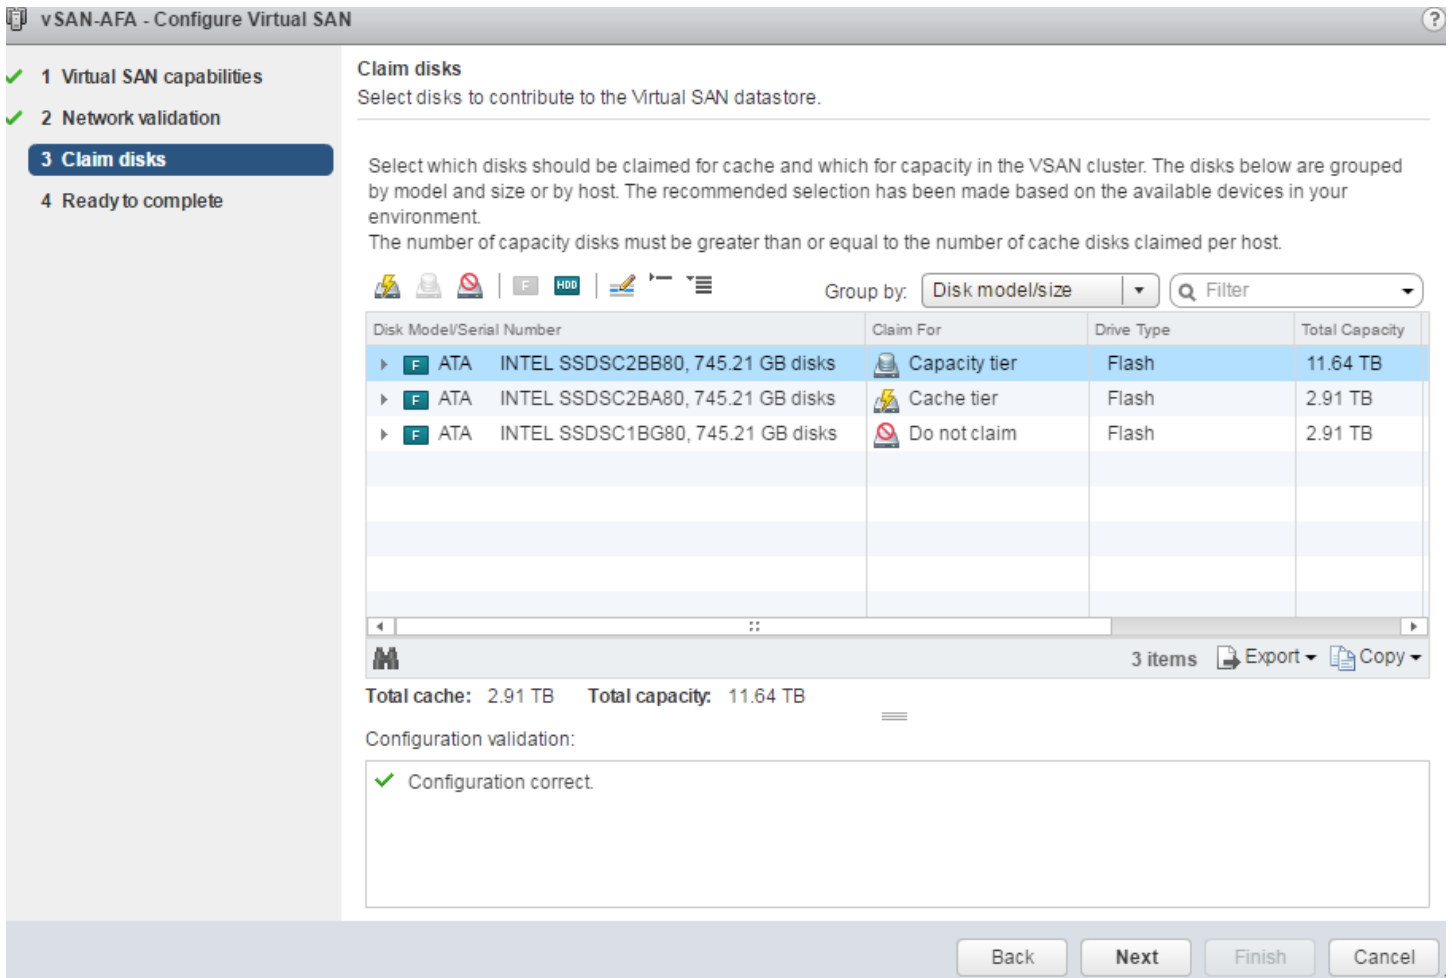 vSAN-AFA - Configure Virtual SAN
?
1 Virtual SAN capabilities
2 Network validation
3 Claim disks
4 Ready to complete
Claim disks
Select disks to contribute to the Virtual SAN datastore.
Select which disks should be claimed for cache and which for capacity in the VSAN cluster. The disks below are grouped
by model and size or by host. The recommended selection has been made based on the available devices in your
environment.
The number of capacity disks must be greater than or equal to the number of cache disks claimed per host.
F HDD Group by: Disk model/size Filter
Disk Model/Serial Number Claim For Drive Type Total Capacity
F ATA INTEL SSDSC2BB80, 745.21 GB disks Capacity tier Flash 11.64 TB
F ATA INTEL SSDSC2BA80, 745.21 GB disks Cache tier Flash 2.91 TB
F ATA INTEL SSDSC1BG80, 745.21 GB disks Do not claim Flash 2.91 TB
3 items Export Copy
Total cache: 2.91 TB Total capacity: 11.64 TB
Configuration validation:
Configuration correct.
Back Next Finish Cancel